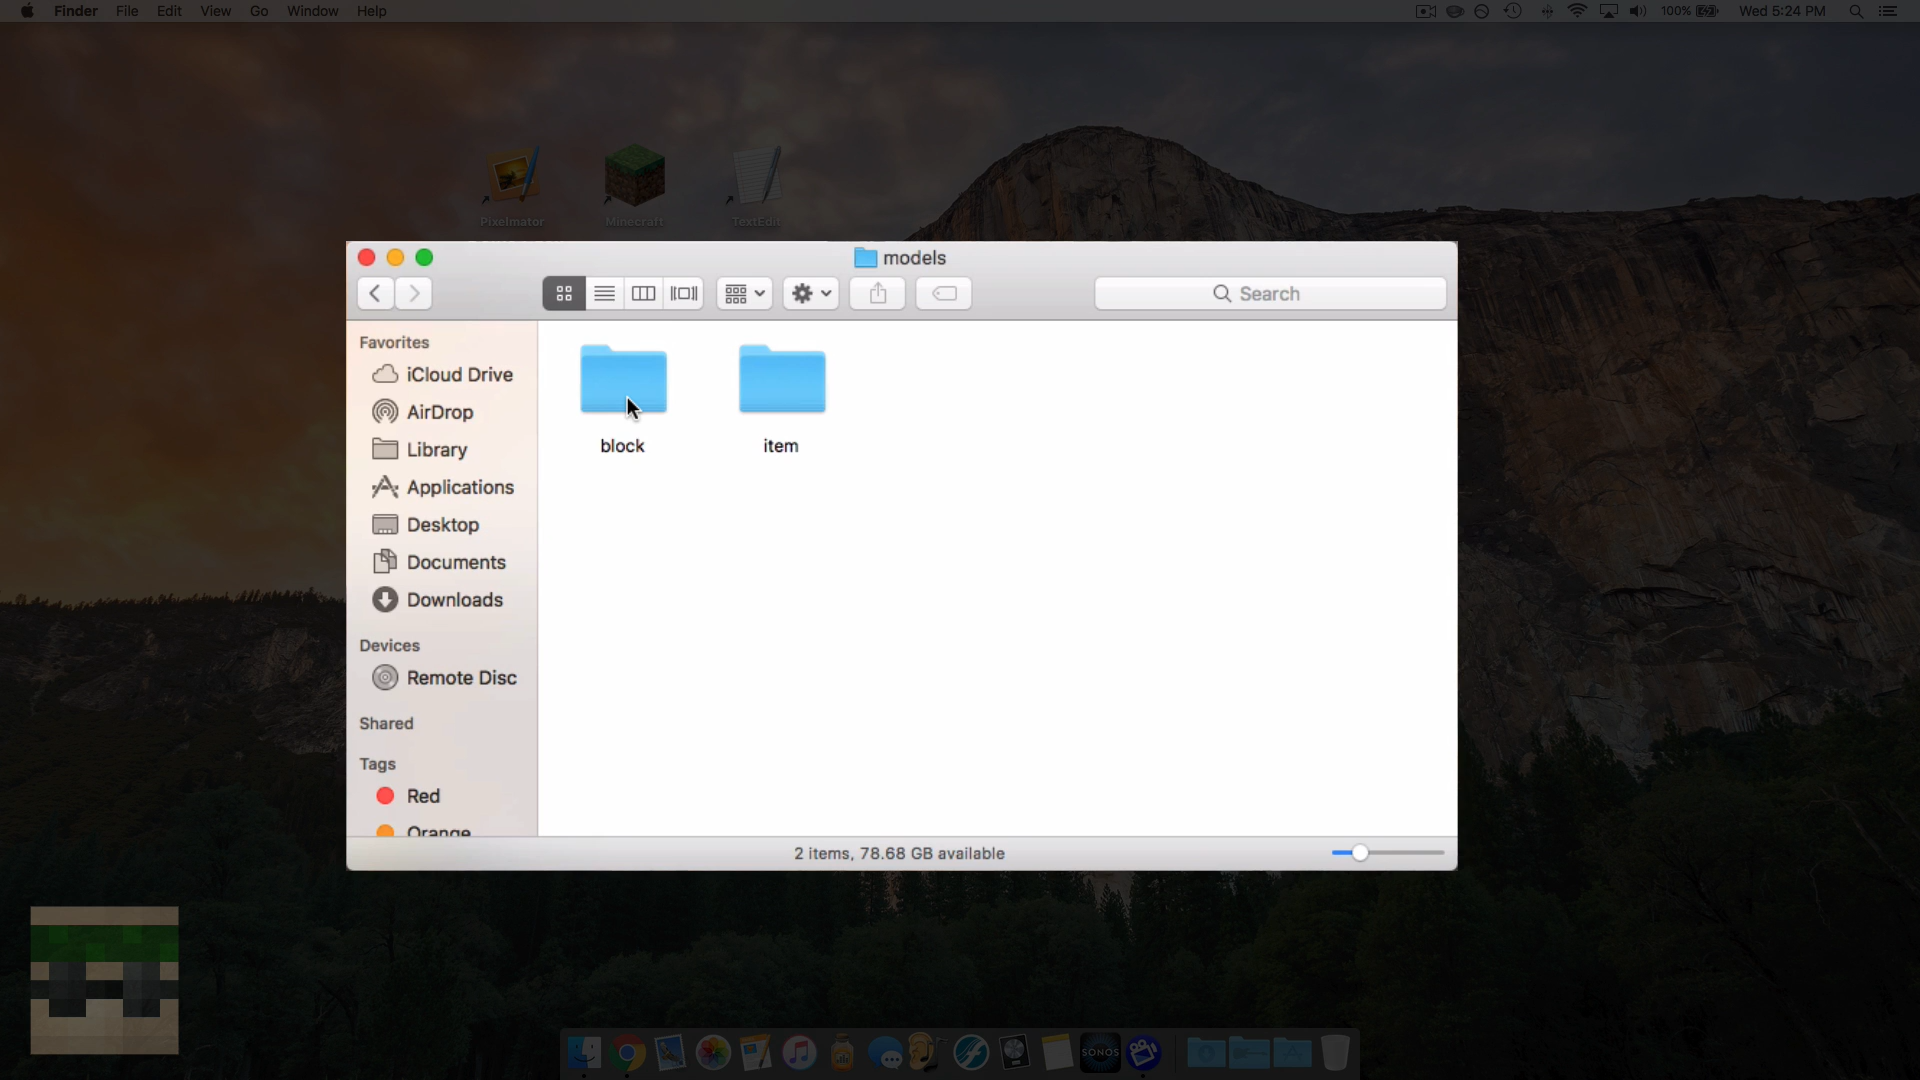 Finder File Edit View Go Window Help
100% Wed 5:24 PM
Pixelmator Minecraft TextEdit
models
Search
Favorites
iCloud Drive
AirDrop
Library
Applications
Desktop
Documents
Downloads
Devices
Remote Disc
Shared
Tags
Red
Orange
block item
2 items, 78.68 GB available
SONOS